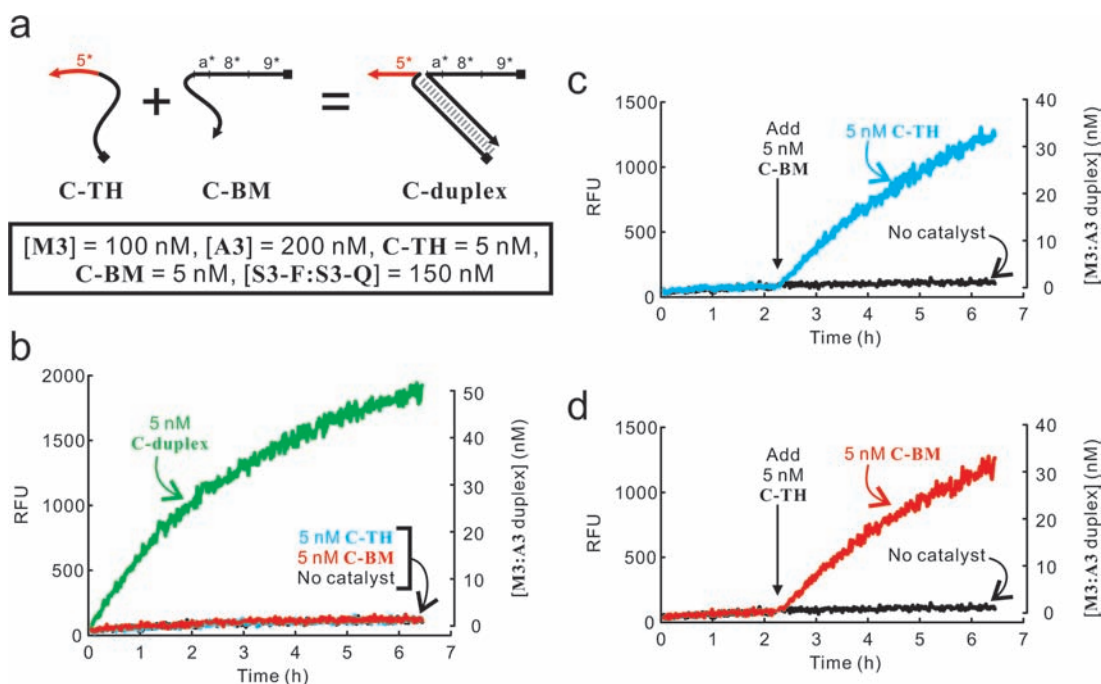 a
5*
a* 8* 9*
5* a* 8* 9*
+
=
C-TH
C-BM
C-duplex
[M3] = 100 nM, [A3] = 200 nM, C-TH = 5 nM,
C-BM = 5 nM, [S3-F:S3-Q] = 150 nM
b
2000
1500
1000
500
0
RFU
0 1 2 3 4 5 6 7
Time (h)
50
40
30
20
10
0
[M3:A3 duplex] (nM)
5 nM
C-duplex
5 nM C-TH
5 nM C-BM
No catalyst
c
1500
1000
500
0
RFU
0 1 2 3 4 5 6 7
Time (h)
40
30
20
10
0
[M3:A3 duplex] (nM)
Add
5 nM
C-BM
5 nM C-TH
No catalyst
d
1500
1000
500
0
RFU
0 1 2 3 4 5 6 7
Time (h)
40
30
20
10
0
[M3:A3 duplex] (nM)
Add
5 nM
C-TH
5 nM C-BM
No catalyst